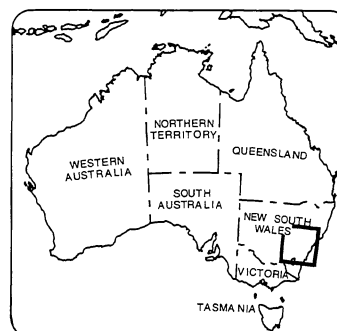 NORTHERN
TERRITORY
WESTERN
AUSTRALIA
QUEENSLAND
SOUTH
AUSTRALIA
NEW SOUTH
WALES
VICTORIA
TASMANIA